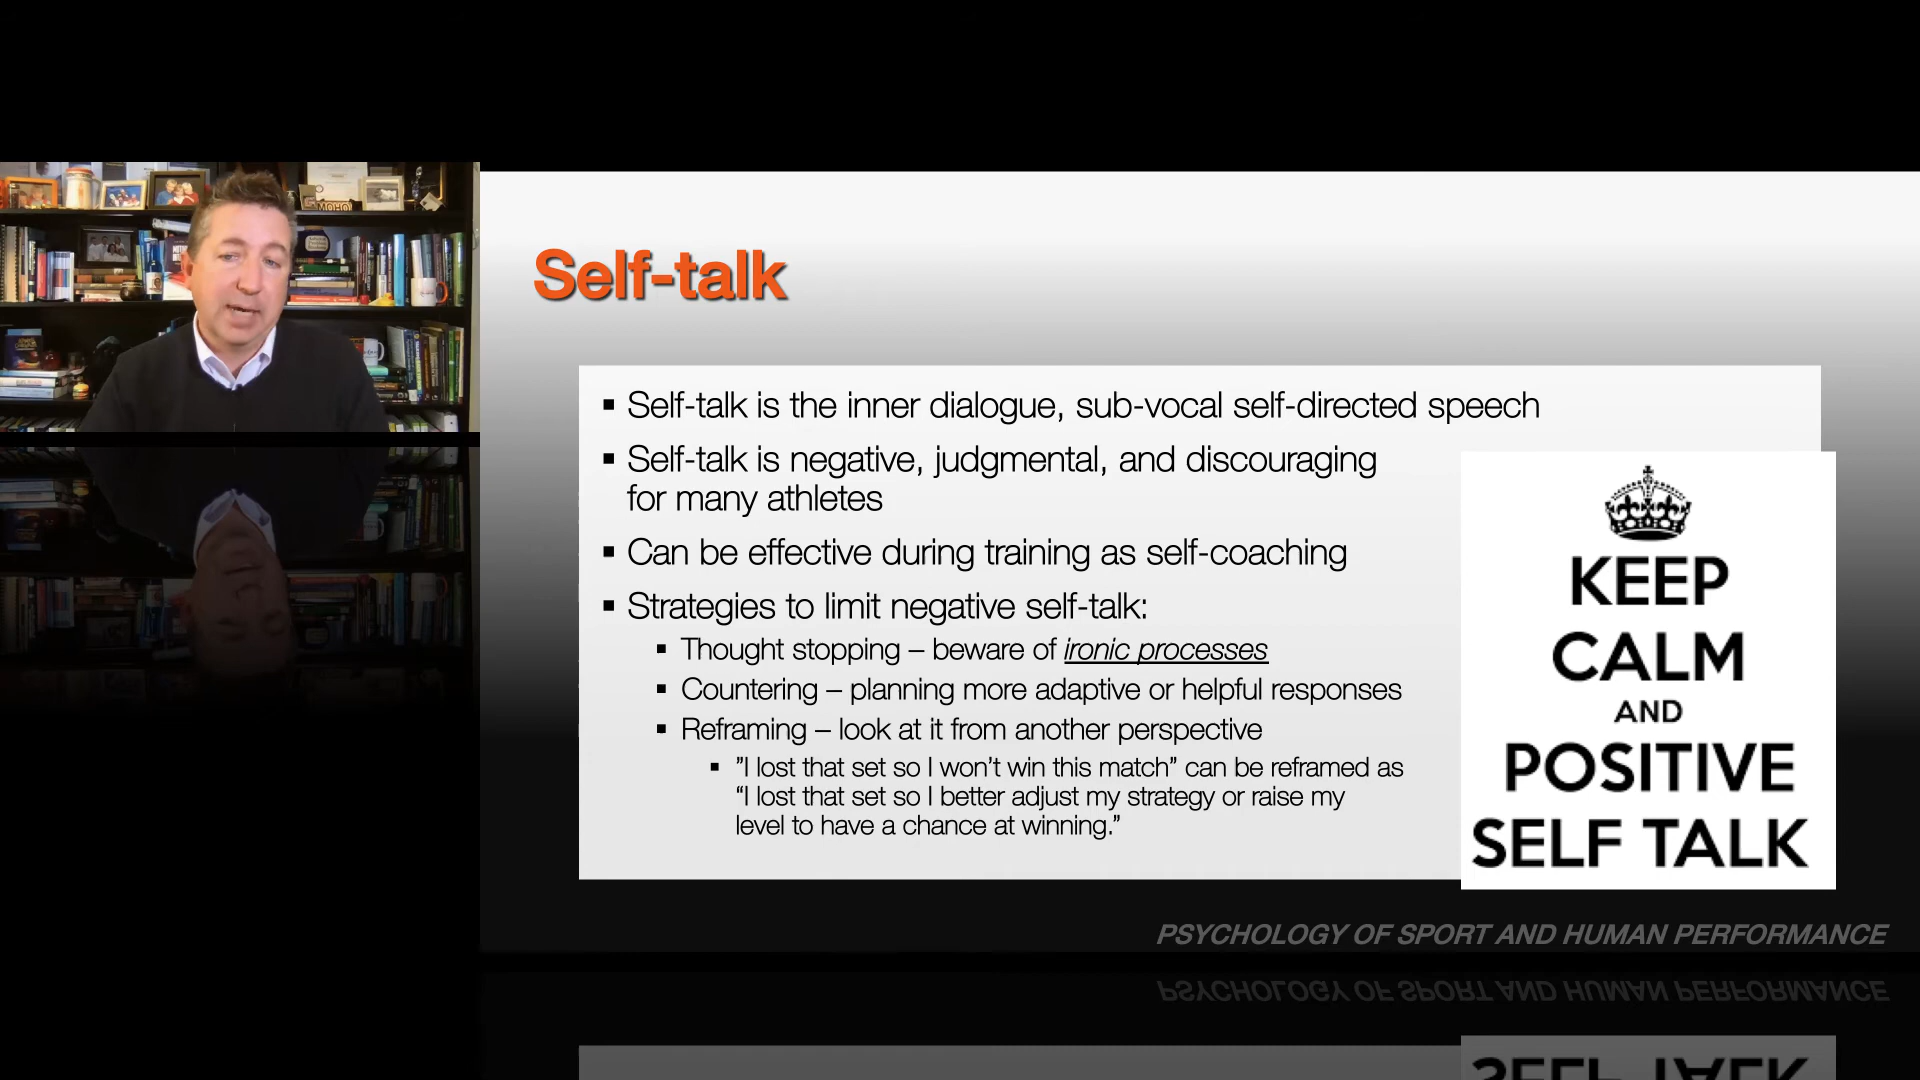 Self-talk
▪ Self-talk is the inner dialogue, sub-vocal self-directed speech
▪ Self-talk is negative, judgmental, and discouraging
for many athletes
▪ Can be effective during training as self-coaching
▪ Strategies to limit negative self-talk:
▪ Thought stopping – beware of ironic processes
▪ Countering – planning more adaptive or helpful responses
▪ Reframing – look at it from another perspective
▪ ”I lost that set so I won’t win this match” can be reframed as
“I lost that set so I better adjust my strategy or raise my
level to have a chance at winning.”
KEEP
CALM
AND
POSITIVE
SELF TALK
PSYCHOLOGY OF SPORT AND HUMAN PERFORMANCE